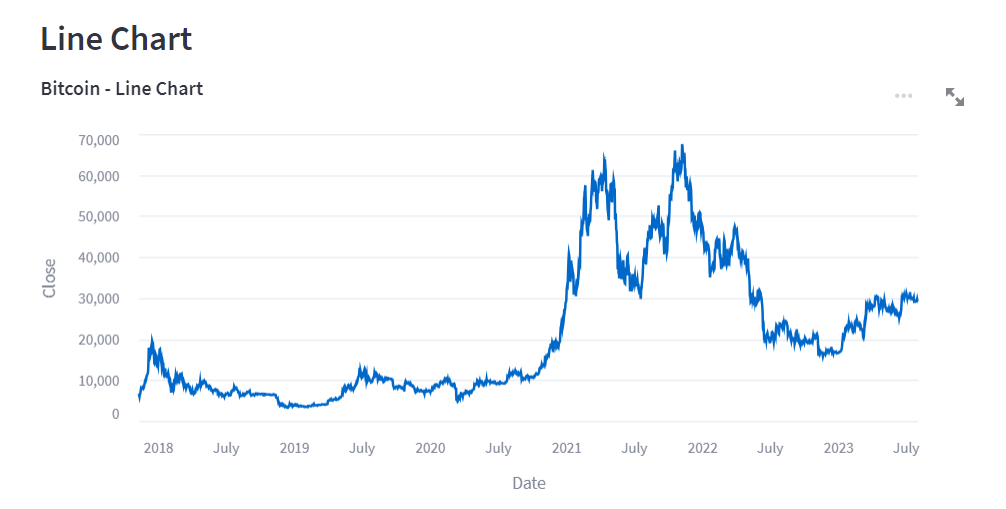 Line Chart
Bitcoin - Line Chart
70,000
60,000
50,000
40,000
30,000
20,000
10,000
0
Close
2018 July 2019 July 2020 July 2021 July 2022 July 2023 July
Date